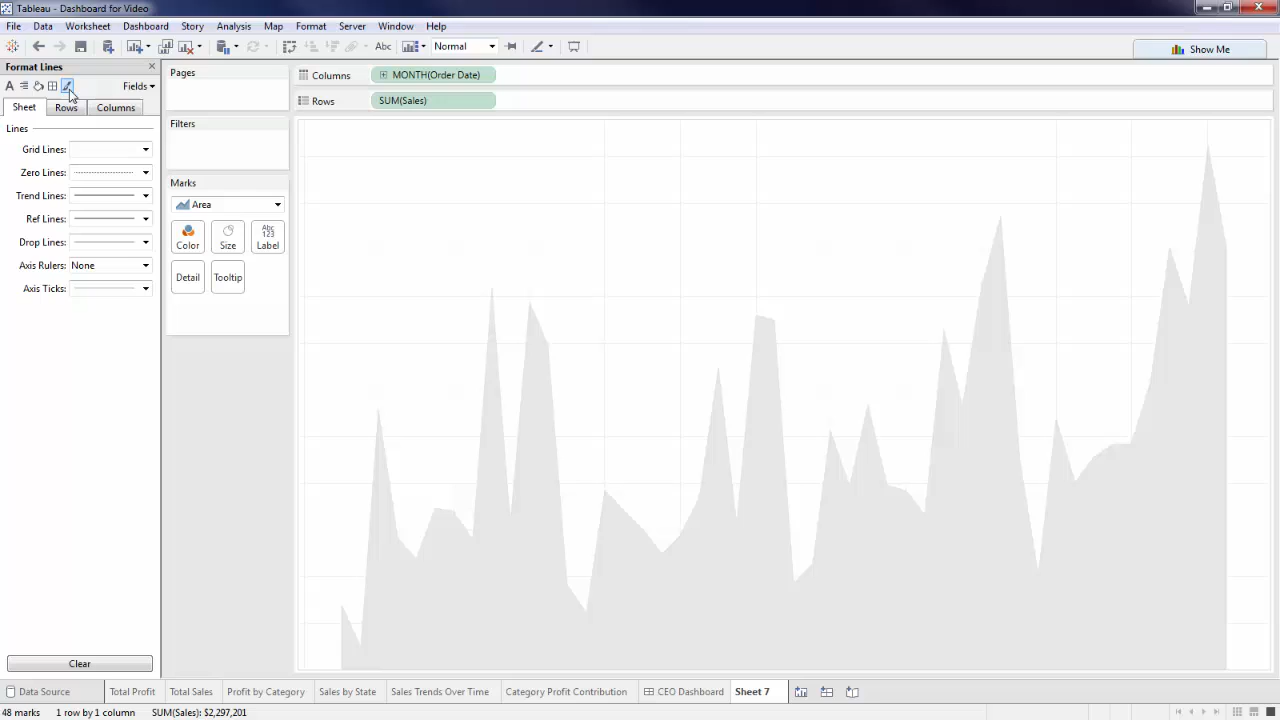 Tableau - Dashboard for Video
File Data Worksheet Dashboard Story Analysis Map Format Server Window Help
Abc Normal Show Me
Format Lines
Fields
Sheet Rows Columns
Lines
Grid Lines:
Zero Lines:
Trend Lines:
Ref Lines:
Drop Lines:
Axis Rulers: None
Axis Ticks:
Clear
Pages
Filters
Marks
Area
Color Size Abc 123 Label
Detail Tooltip
Columns MONTH(Order Date)
Rows SUM(Sales)
Data Source Total Profit Total Sales Profit by Category Sales by State Sales Trends Over Time Category Profit Contribution CEO Dashboard Sheet 7
48 marks 1 row by 1 column SUM(Sales): $2,297,201